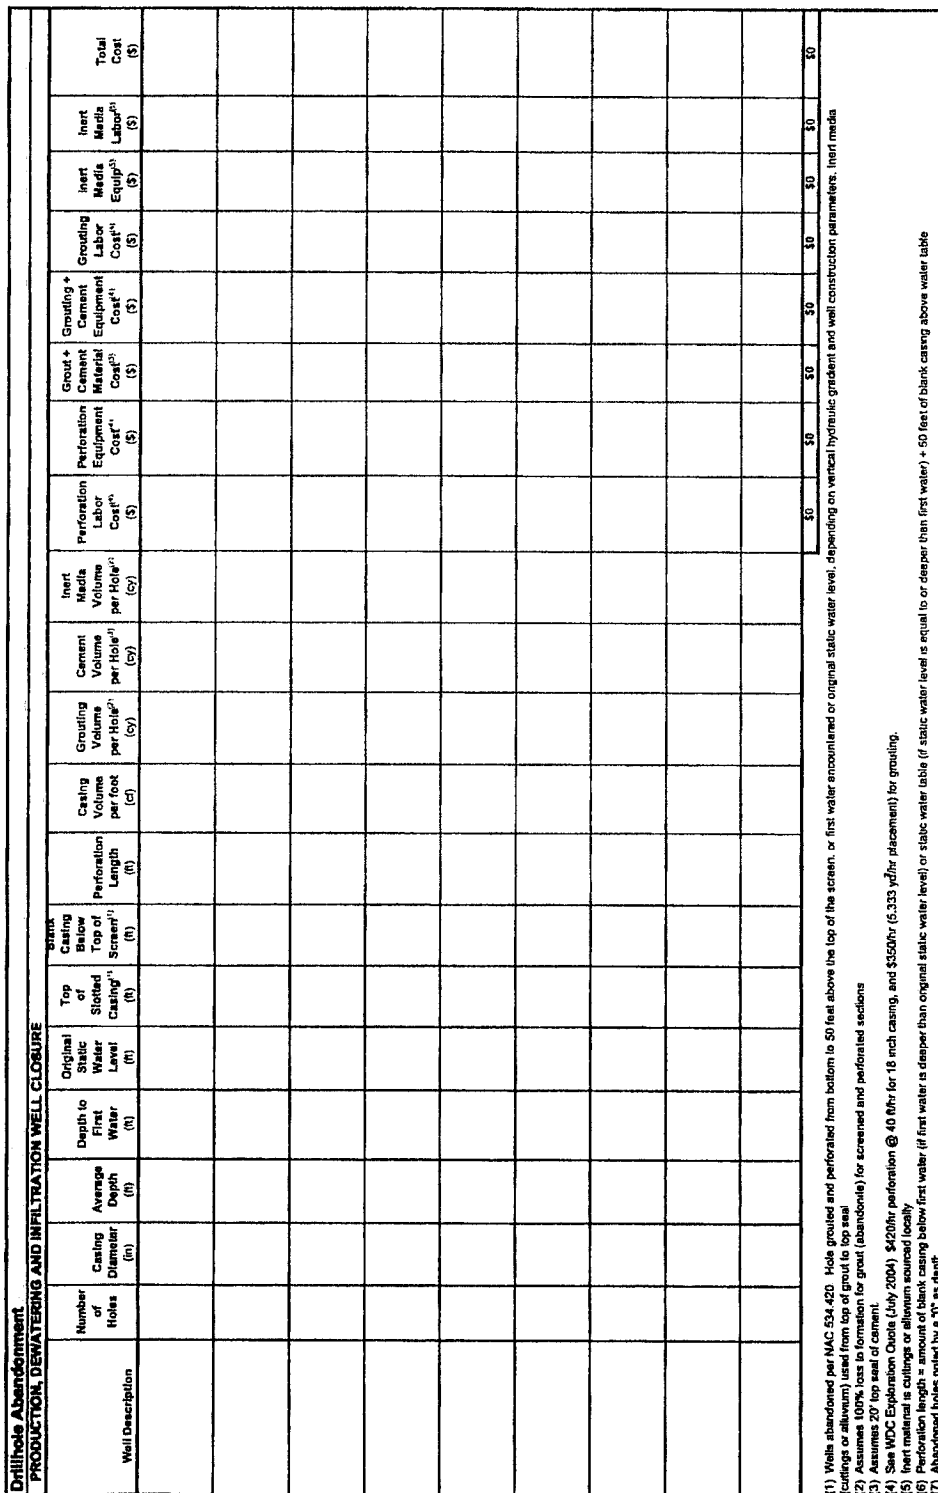 Drillhole Abandonment
PRODUCTION, DEWATERING AND INFILTRATION WELL CLOSURE
Well Description
Number of Holes
Casing Diameter (in)
Average Depth (ft)
Depth to First Water (ft)
Original Static Water Level (ft)
Top of Slotted Casing(1) (ft)
Blank Casing Below Top of Screen(1) (ft)
Perforation Length (ft)
Casing Volume per foot (cf)
Grouting Volume per Hole(2) (cy)
Cement Volume per Hole(3) (cy)
Inert Media Volume per Hole(2) (cy)
Perforation Labor Cost(4) ($)
Perforation Equipment Cost(4) ($)
Grout + Cement Material Cost(3) ($)
Grouting + Cement Equipment Cost(4) ($)
Grouting Labor Cost(4) ($)
Inert Media Equip(5) ($)
Inert Media Labor(5) ($)
Total Cost ($)
$0 $0 $0 $0 $0 $0 $0 $0
(1) Wells abandoned per NAC 534.420 Hole grouted and perforated from bottom to 50 feet above the top of the screen, or first water encountered or original static water level, depending on vertical hydraulic gradient and well construction parameters. Inert media
(cuttings or alluvium) used from top of grout to top seal
(2) Assumes 100% loss to formation for grout (abandonite) for screened and perforated sections
(3) Assumes 20' top seal of cement.
(4) See WDC Exploration Quote (July 2004) $420/hr perforation @ 40 ft/hr for 18 inch casing, and $350/hr (5.333 yd/hr placement) for grouting.
(5) Inert material is cuttings or alluvium sourced locally
(6) Perforation length = amount of blank casing below first water (if first water is deeper than original static water level) or static water table (if static water level is equal to or deeper than first water) + 50 feet of blank casing above water table
(7) Abandoned holes noted by a "0" as depth